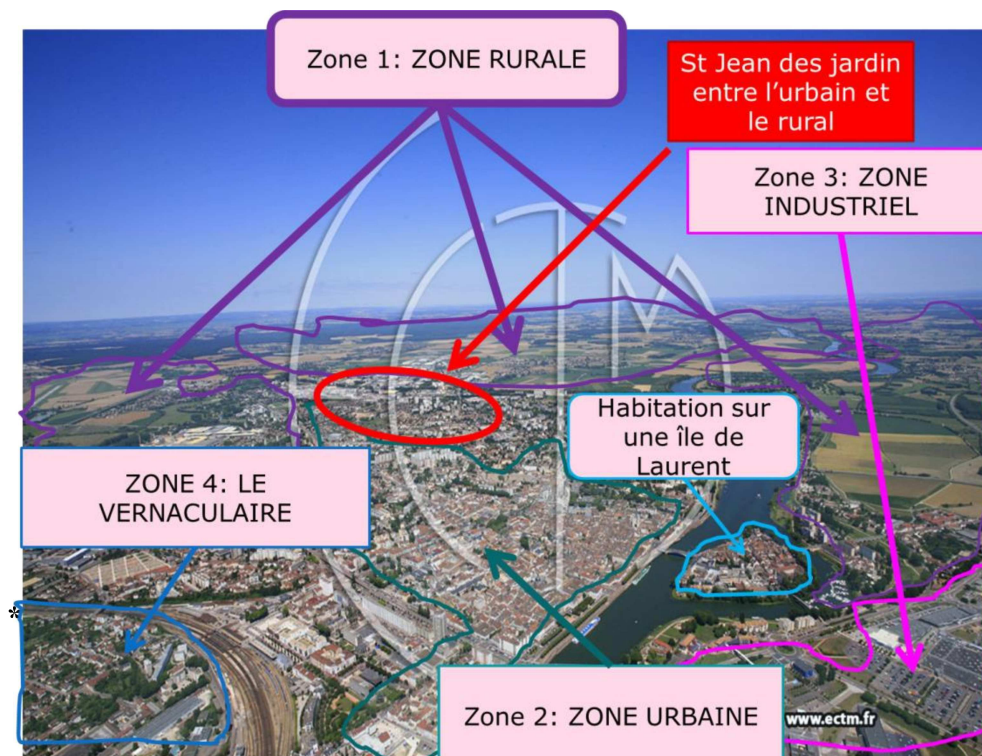 Zone 1: ZONE RURALE
St Jean des jardin
entre l'urbain et
le rural
Zone 3: ZONE
INDUSTRIEL
Habitation sur
une île de
Laurent
ZONE 4: LE
VERNACULAIRE
*
Zone 2: ZONE URBAINE
www.ectm.fr
CTM